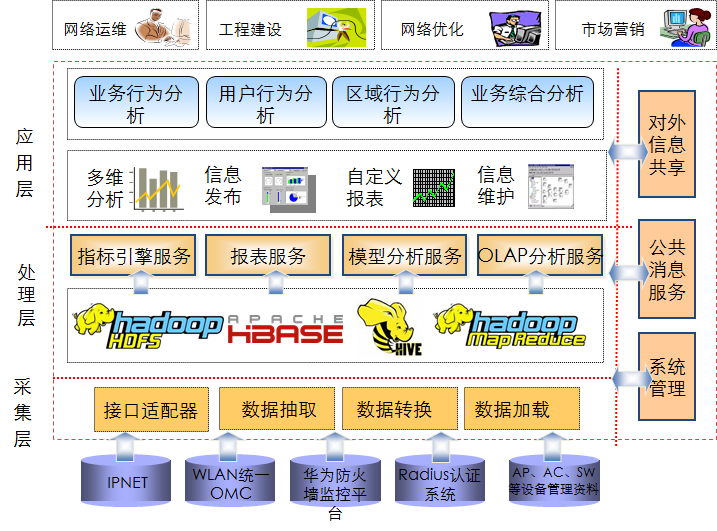 网络运维
工程建设
网络优化
市场营销
应
用
层
业务行为分
析
用户行为分
析
区域行为分
析
业务综合分析
对外
信息
共享
多维
分析
信息
发布
自定义
报表
信息
维护
处
理
层
指标引擎服务
报表服务
模型分析服务
OLAP分析服务
公共
消息
服务
hadoop
HDFS
APACHE
HBASE
HIVE
hadoop
Map Reduce
系统
管理
采
集
层
接口适配器
数据抽取
数据转换
数据加载
IPNET
WLAN统一
OMC
华为防火
墙监控平
台
Radius认证
系统
AP、AC、SW
等设备管理资料